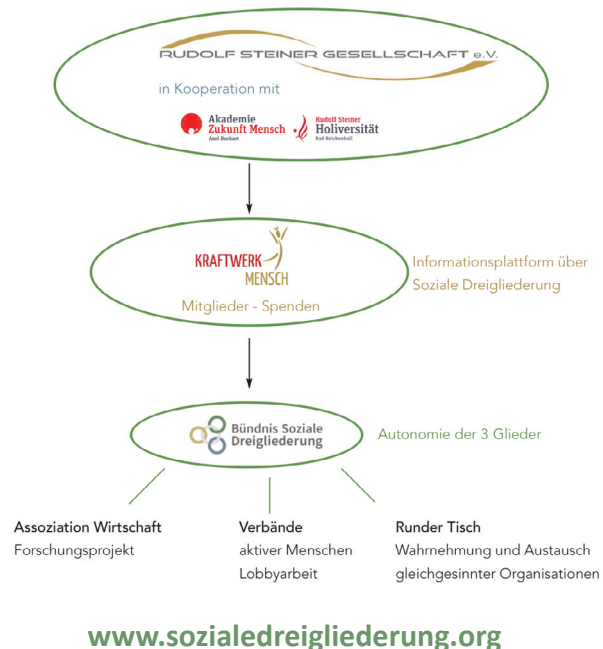 RUDOLF STEINER GESELLSCHAFT e.V.
in Kooperation mit
Akademie
Zukunft Mensch
Axel Burkart
Rudolf Steiner
Holiversität
Bad Reichenhall
KRAFTWERK
MENSCH
Mitglieder - Spenden
Informationsplattform über
Soziale Dreigliederung
Bündnis Soziale
Dreigliederung
Autonomie der 3 Glieder
Assoziation Wirtschaft
Forschungsprojekt
Verbände
aktiver Menschen
Lobbyarbeit
Runder Tisch
Wahrnehmung und Austausch
gleichgesinnter Organisationen
www.sozialedreigliederung.org